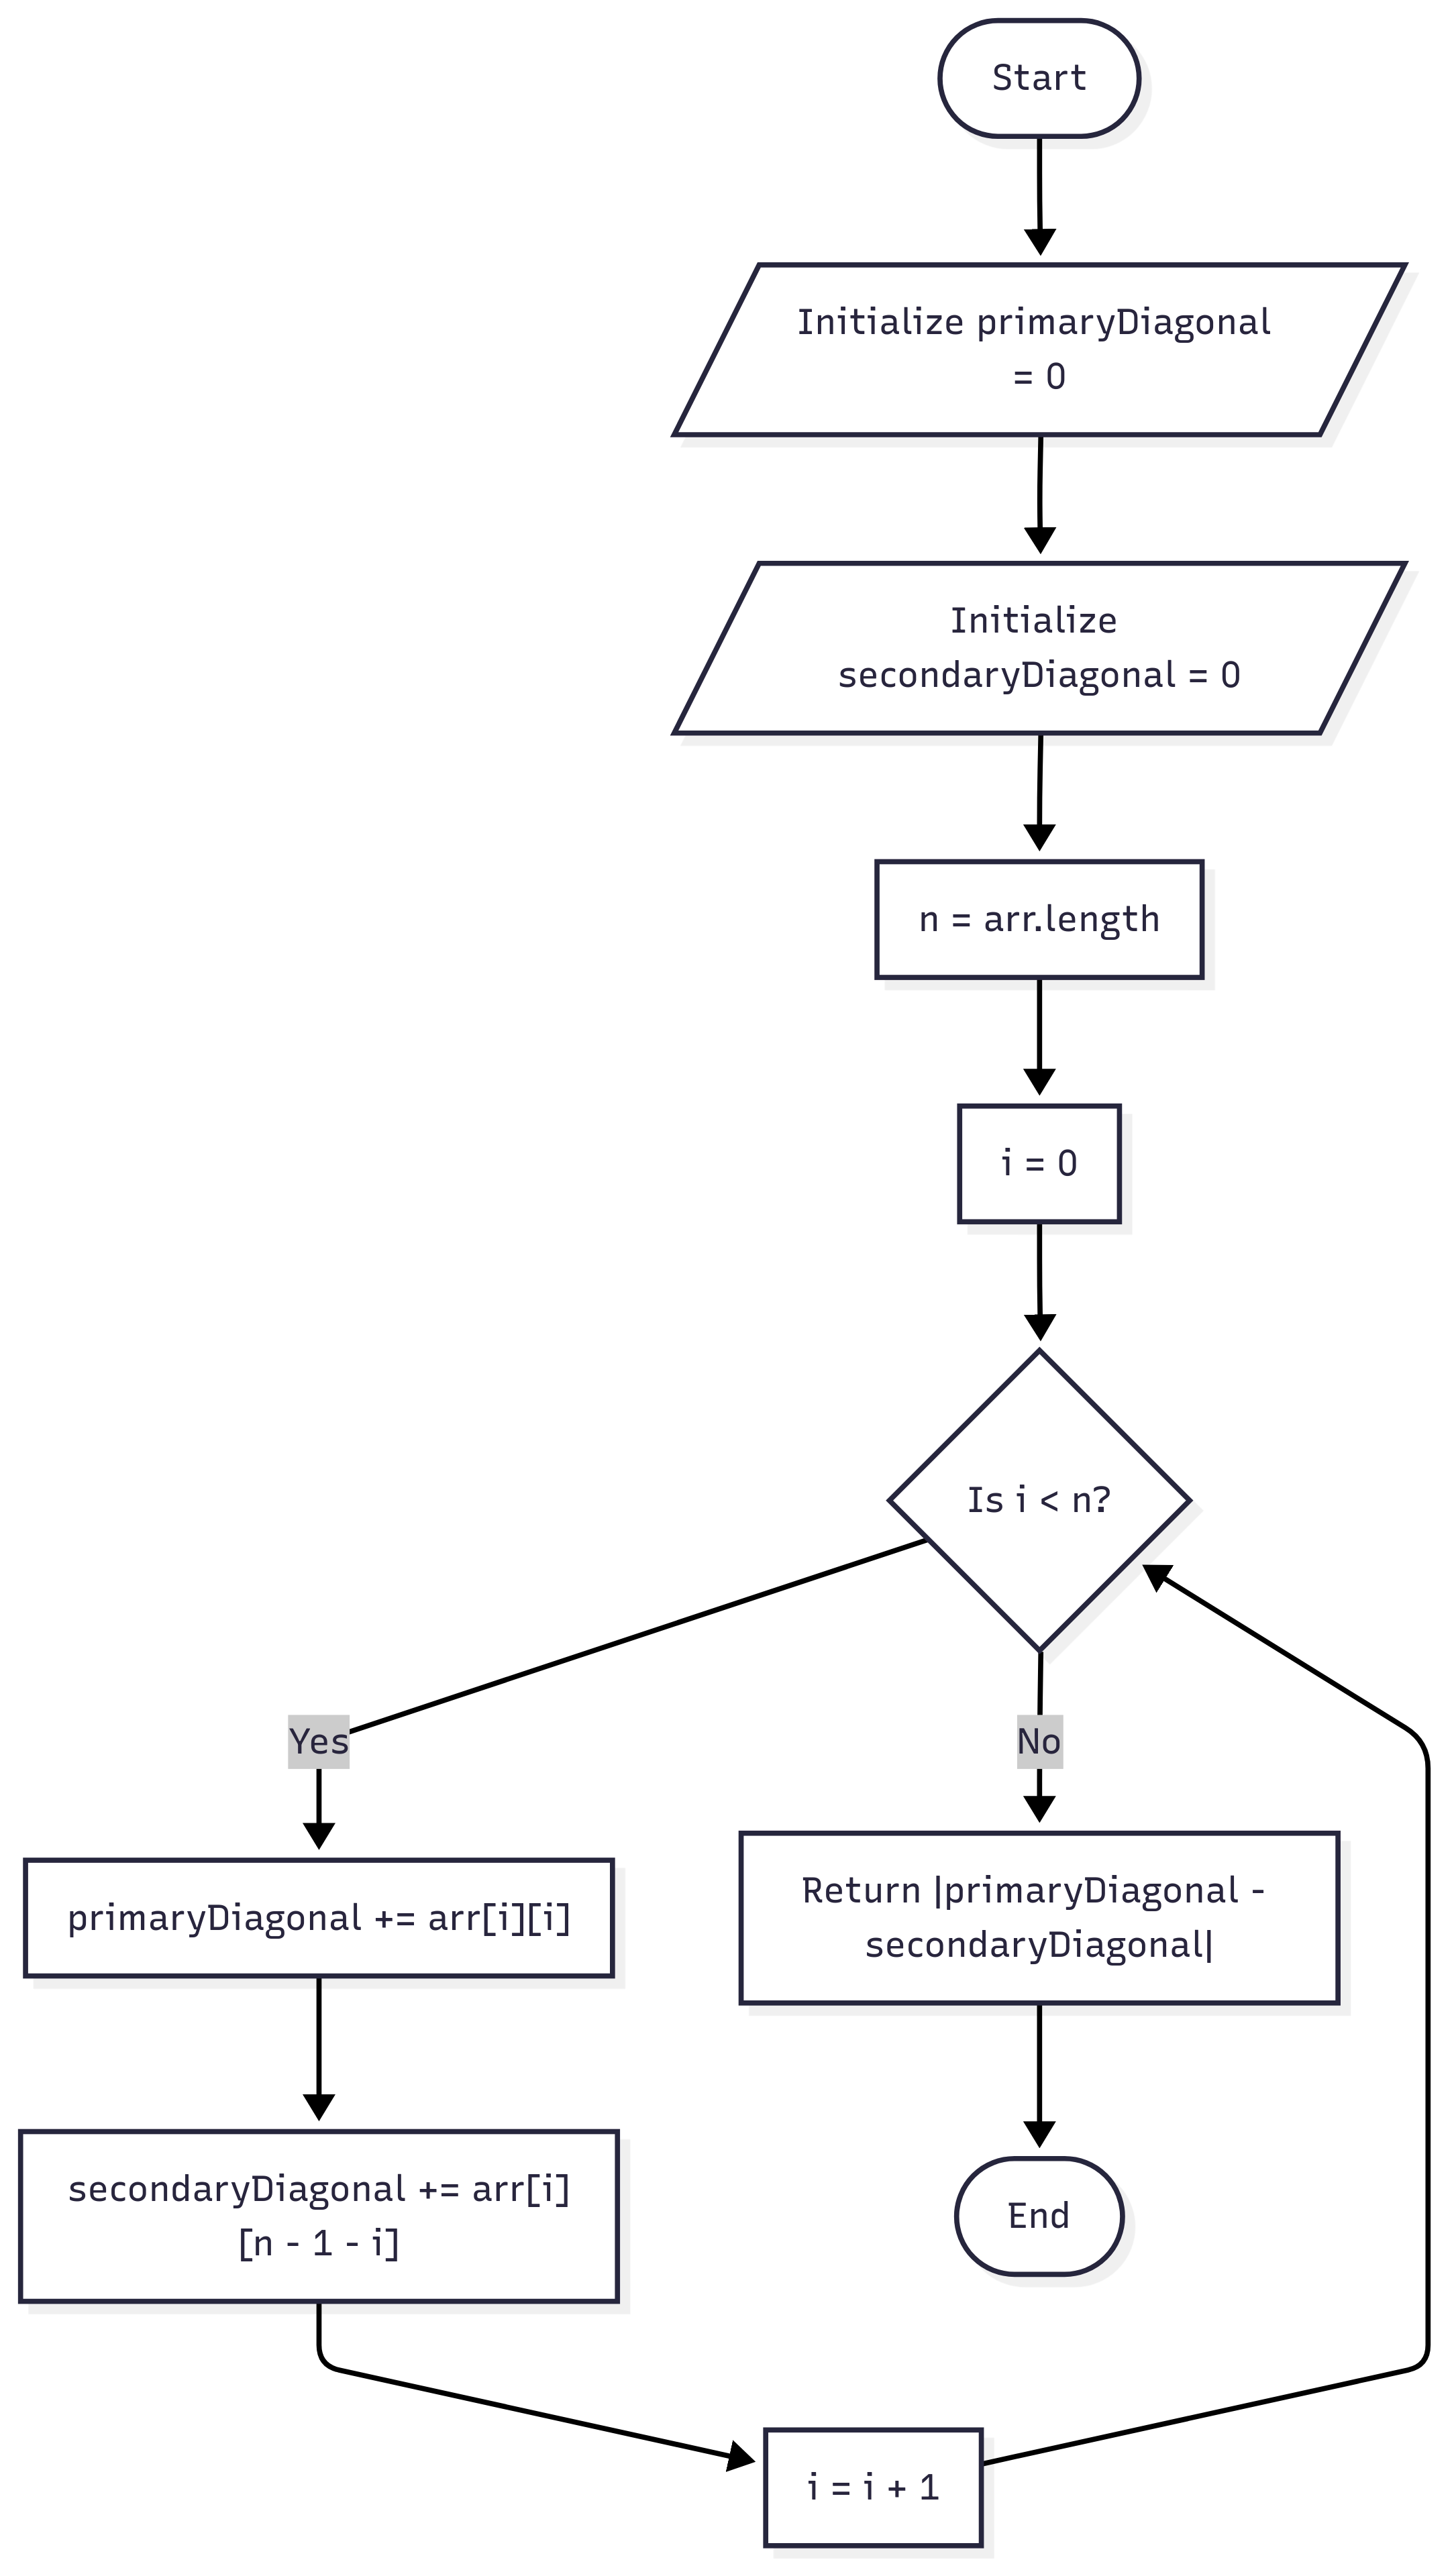 Start
Initialize primaryDiagonal
= 0
Initialize
secondaryDiagonal = 0
n = arr.length
i = 0
Is i < n?
Yes
No
primaryDiagonal += arr[i][i]
Return |primaryDiagonal -
secondaryDiagonal|
secondaryDiagonal += arr[i]
[n - 1 - i]
End
i = i + 1